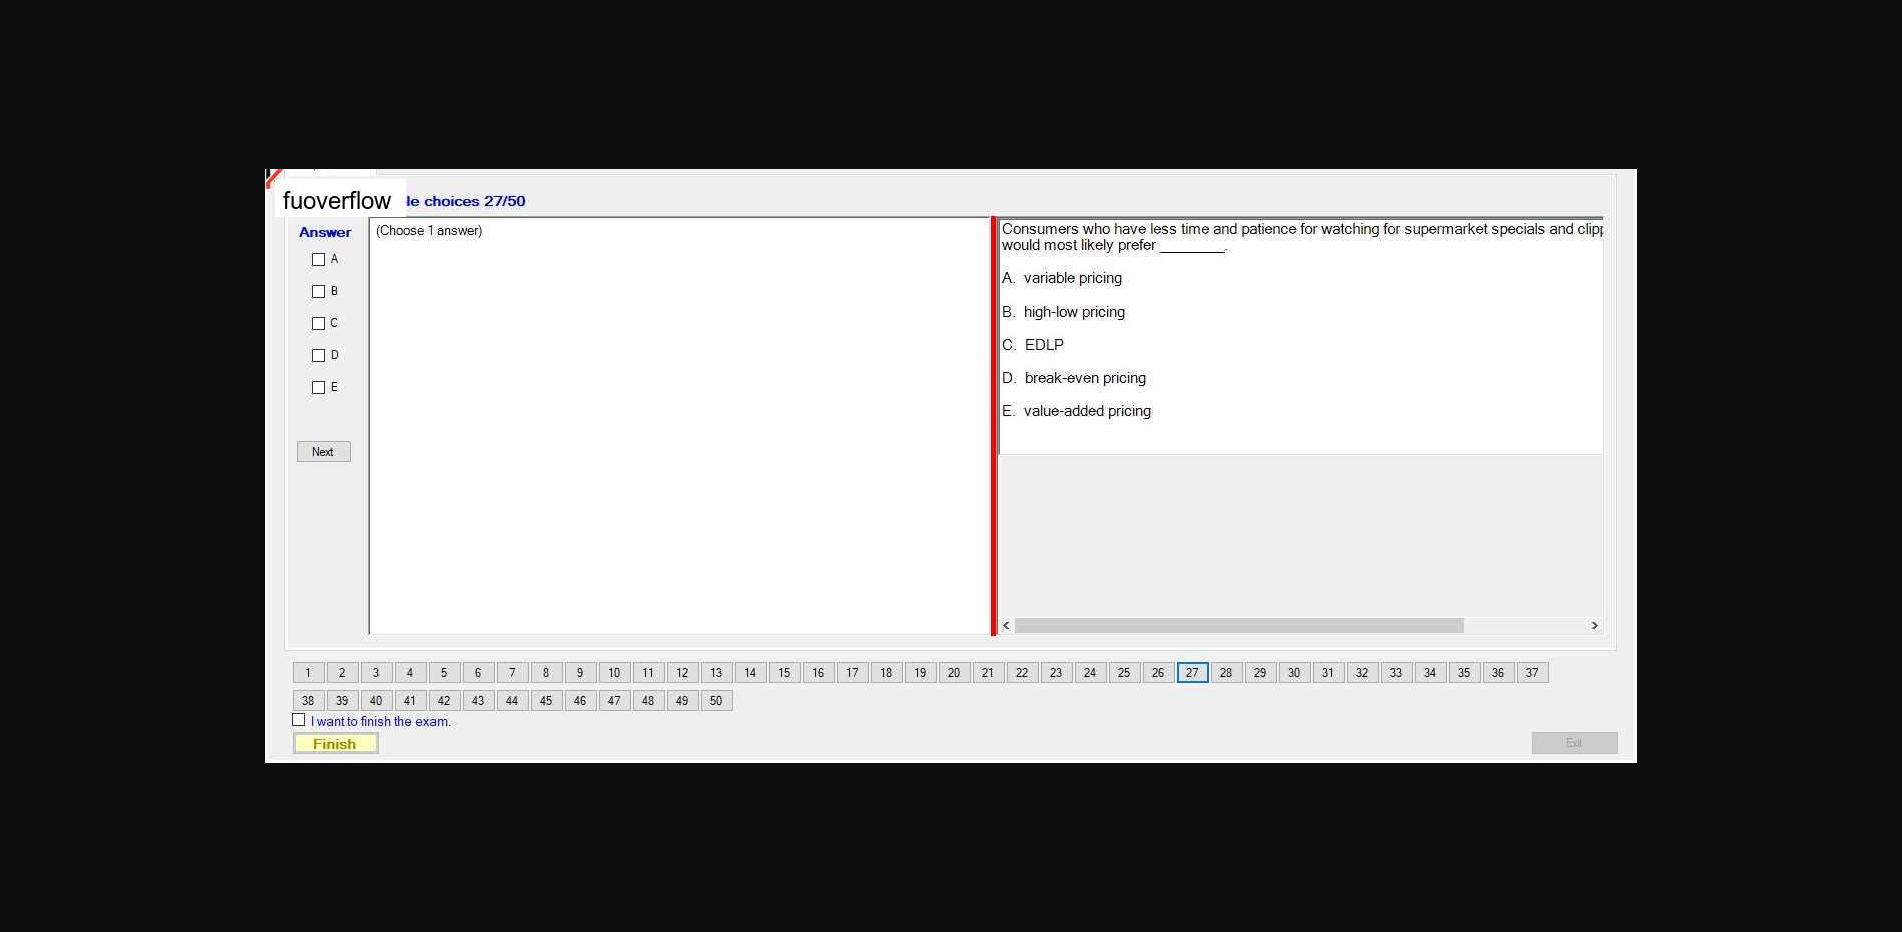 fuoverflow
le choices 27/50
Answer
(Choose 1 answer)
A
B
C
D
E
Next
Consumers who have less time and patience for watching for supermarket specials and
would most likely prefer ________.
A. variable pricing
B. high-low pricing
C. EDLP
D. break-even pricing
E. value-added pricing
1 2 3 4 5 6 7 8 9 10 11 12 13 14 15 16 17 18 19 20 21 22 23 24 25 26 27 28 29 30 31 32 33 34 35 36 37
38 39 40 41 42 43 44 45 46 47 48 49 50
I want to finish the exam.
Finish
Exit